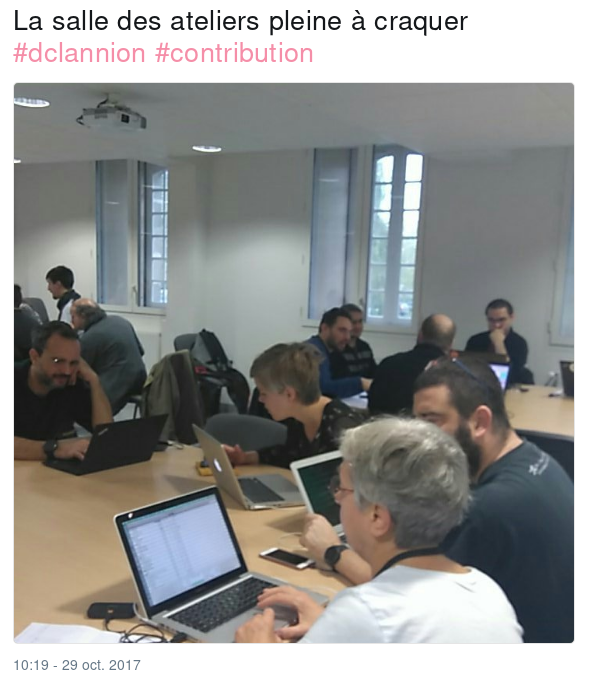 La salle des ateliers pleine à craquer
#dclannion #contribution
10:19 - 29 oct. 2017